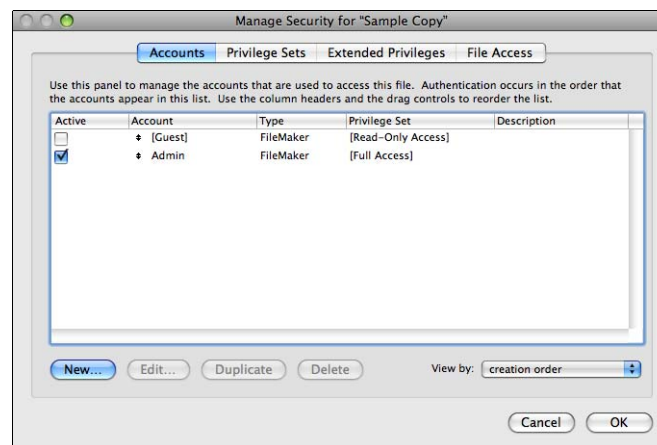 Manage Security for "Sample Copy"
Accounts Privilege Sets Extended Privileges File Access
Use this panel to manage the accounts that are used to access this file. Authentication occurs in the order that
the accounts appear in this list. Use the column headers and the drag controls to reorder the list.
Active Account Type Privilege Set Description
[Guest] FileMaker [Read-Only Access]
Admin FileMaker [Full Access]
New... Edit... Duplicate Delete View by: creation order
Cancel OK